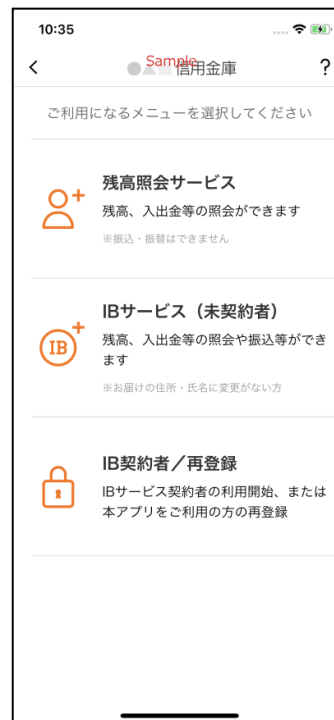 10:35
Sample
●▲■信用金庫
?
ご利用になるメニューを選択してください
残高照会サービス
残高、入出金等の照会ができます
※振込・振替はできません
IBサービス（未契約者）
IB
残高、入出金等の照会や振込等ができ
ます
※お届けの住所・氏名に変更がない方
IB契約者／再登録
IBサービス契約者の利用開始、または
本アプリをご利用の方の再登録